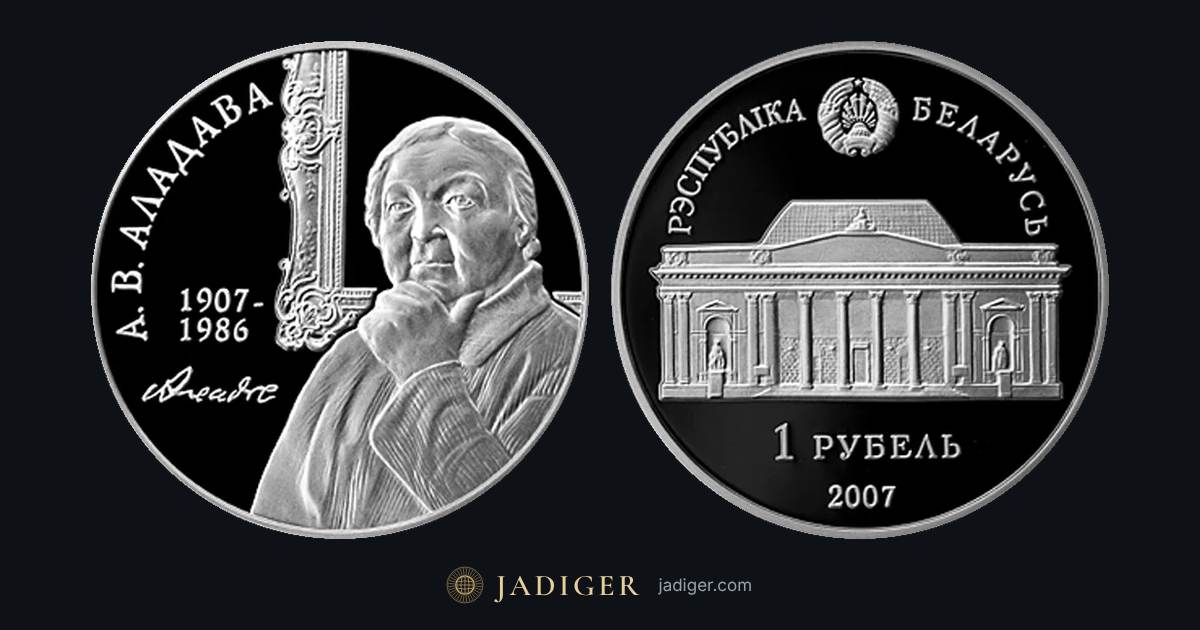 А. В. АЛАДАВА
1907-
1986
РЭСПУБЛІКА БЕЛАРУСЬ
1 РУБЕЛЬ
2007
JADIGER jadiger.com